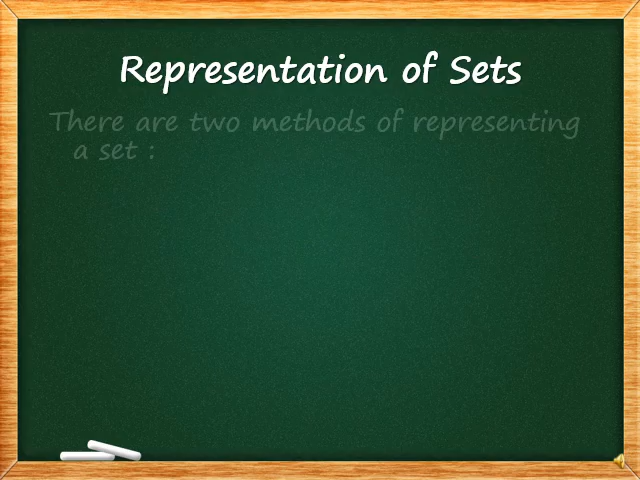 Representation of Sets
There are two methods of representing
a set :